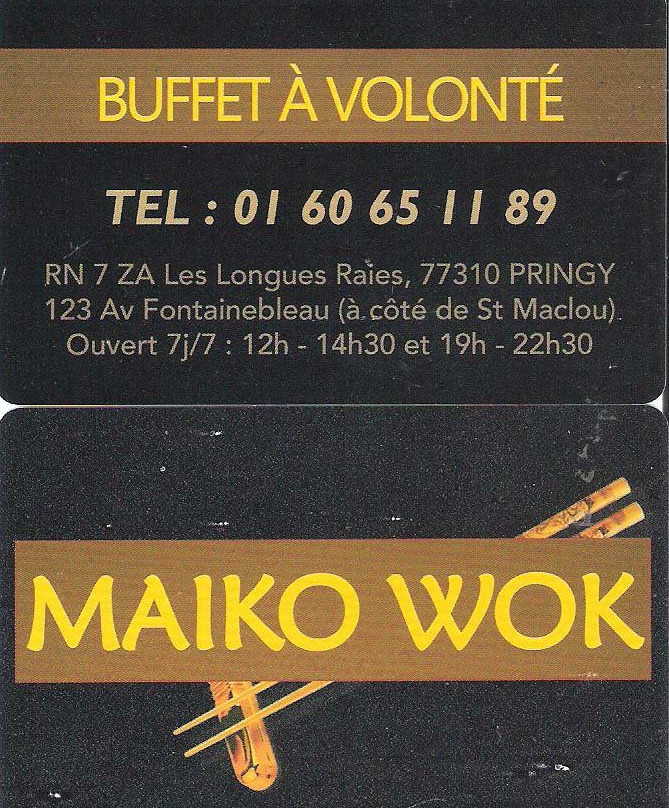 BUFFET À VOLONTÉ
TEL : 01 60 65 11 89
RN 7 ZA Les Longues Raies, 77310 PRINGY
123 Av Fontainebleau (à côté de St Maclou)
Ouvert 7j/7 : 12h - 14h30 et 19h - 22h30
MAIKO WOK